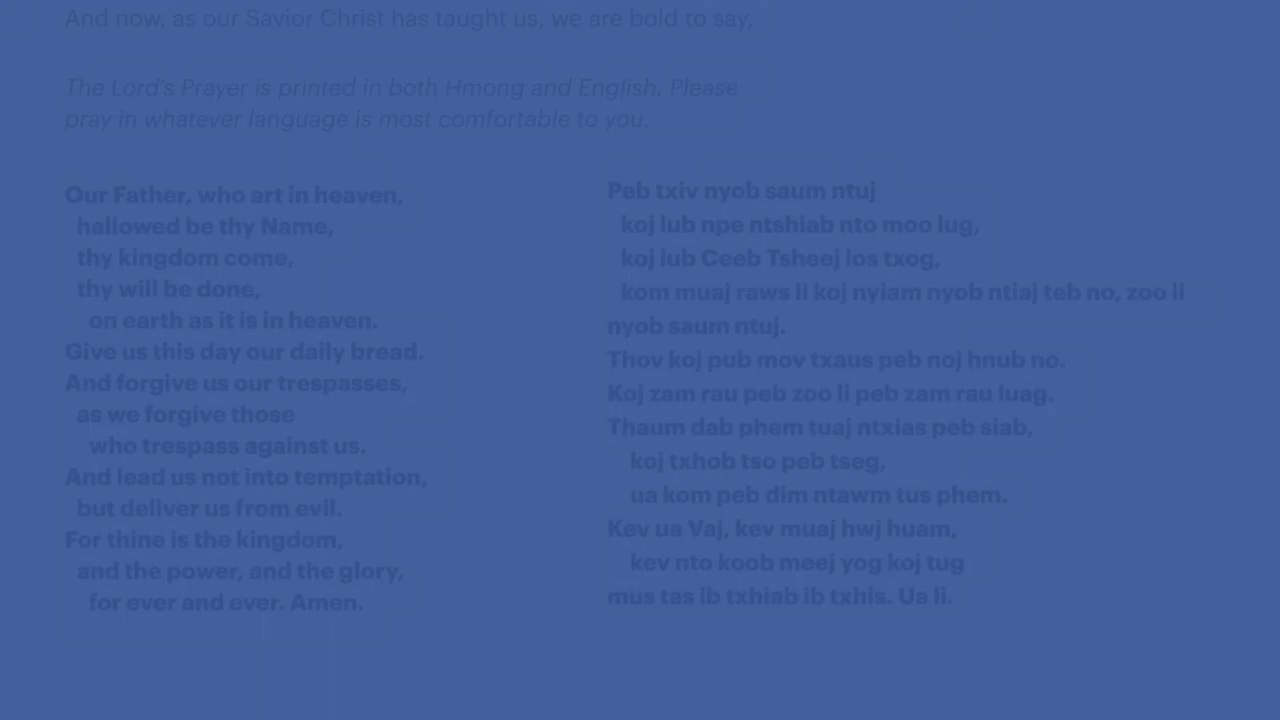 And now, as our Savior Christ has taught us, we are bold to say,
The Lord's Prayer is printed in both Hmong and English. Please
pray in whatever language is most comfortable to you.
Our Father, who art in heaven,
hallowed be thy Name,
thy kingdom come,
thy will be done,
on earth as it is in heaven.
Give us this day our daily bread.
And forgive us our trespasses,
as we forgive those
who trespass against us.
And lead us not into temptation,
but deliver us from evil.
For thine is the kingdom,
and the power, and the glory,
for ever and ever. Amen.
Peb txiv nyob saum ntuj
koj lub npe ntshiab nto moo lug,
koj lub Ceeb Tsheej los txog,
kom muaj raws li koj nyiam nyob ntiaj teb no, zoo li
nyob saum ntuj.
Thov koj pub mov txaus peb noj hnub no.
Koj zam rau peb zoo li peb zam rau luag.
Thaum dab phem tuaj ntxias peb siab,
koj txhob tso peb tseg,
ua kom peb dim ntawm tus phem.
Kev ua Vaj, kev muaj hwj huam,
kev nto koob meej yog koj tug
mus tas ib txhiab ib txhis. Ua li.